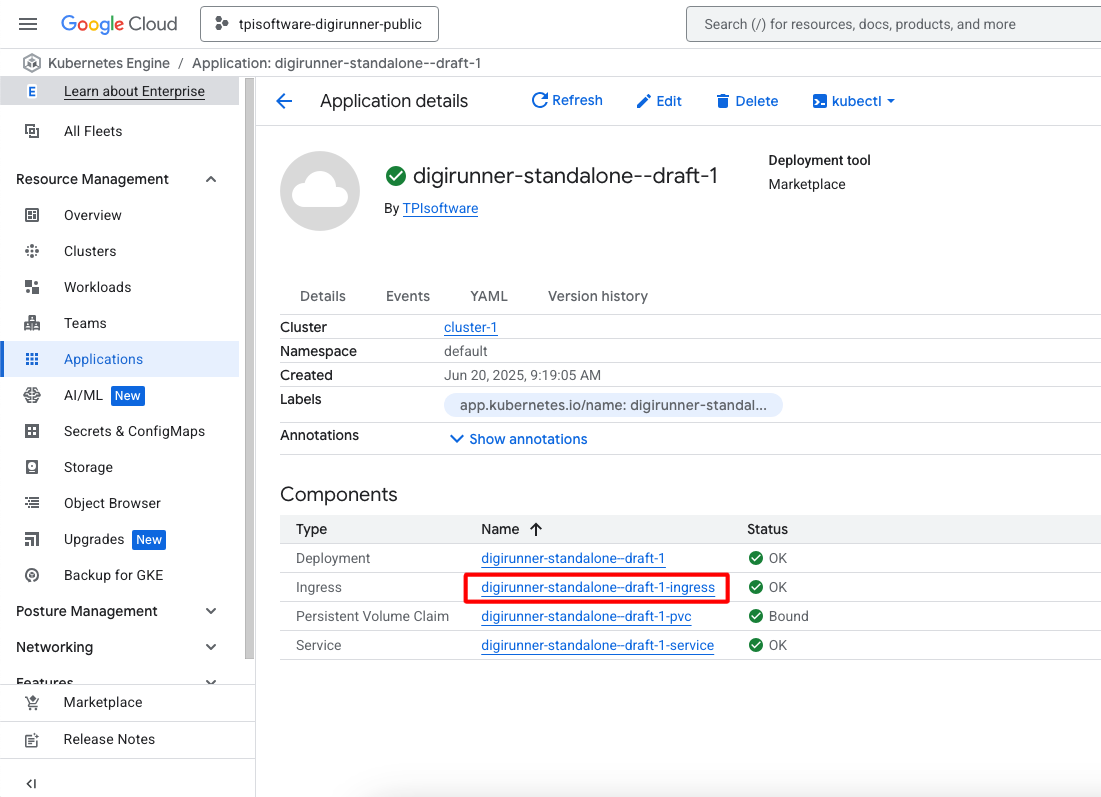 Google Cloud
tpisoftware-digirunner-public
Search (/) for resources, docs, products, and more
Kubernetes Engine / Application: digirunner-standalone--draft-1
E Learn about Enterprise
All Fleets
Resource Management
Overview
Clusters
Workloads
Teams
Applications
AI/ML New
Secrets & ConfigMaps
Storage
Object Browser
Upgrades New
Backup for GKE
Posture Management
Networking
Features
Marketplace
Release Notes
Application details Refresh Edit Delete kubectl
digirunner-standalone--draft-1
By TPIsoftware
Deployment tool
Marketplace
Details Events YAML Version history
Cluster cluster-1
Namespace default
Created Jun 20, 2025, 9:19:05 AM
Labels app.kubernetes.io/name: digirunner-standal...
Annotations Show annotations
Components
Type Name Status
Deployment digirunner-standalone--draft-1 OK
Ingress digirunner-standalone--draft-1-ingress OK
Persistent Volume Claim digirunner-standalone--draft-1-pvc Bound
Service digirunner-standalone--draft-1-service OK